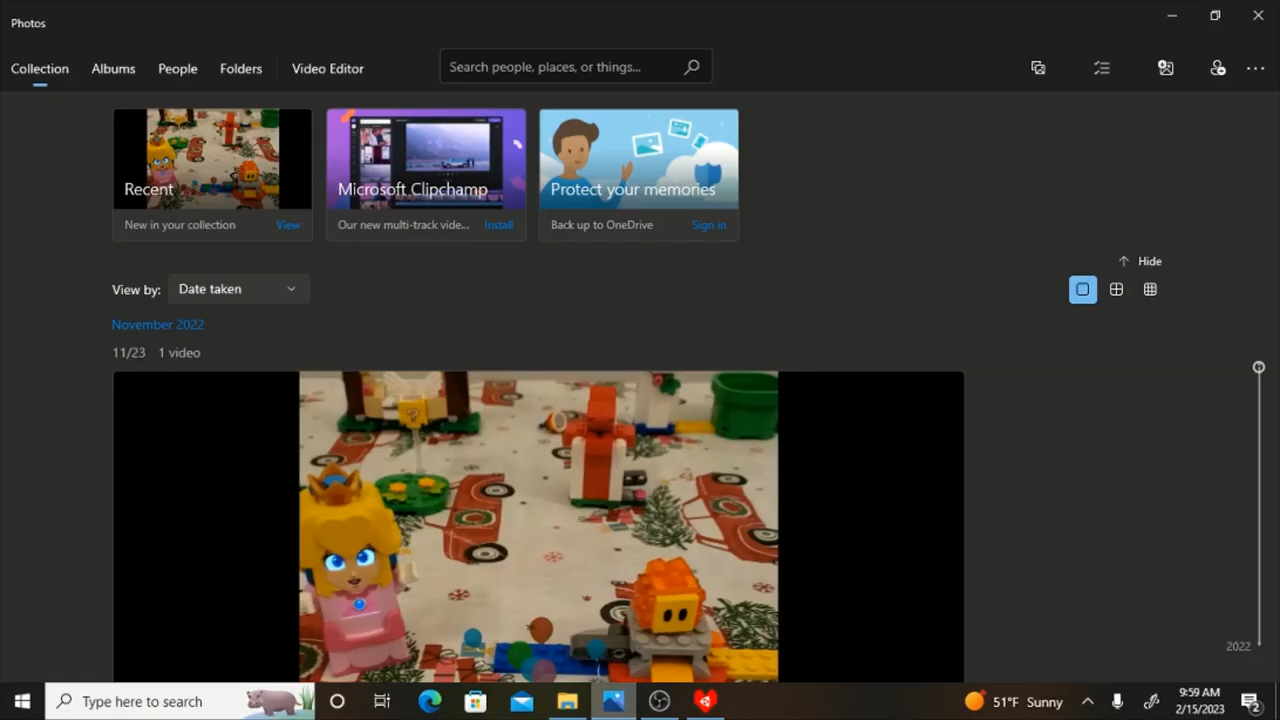 Photos
Collection Albums People Folders Video Editor Search people, places, or things...
Recent
New in your collection View
Microsoft Clipchamp
Our new multi-track vide... Install
Protect your memories
Back up to OneDrive Sign in
Hide
View by: Date taken
November 2022
11/23 1 video
2022
Type here to search
51°F Sunny
9:59 AM
2/15/2023
2